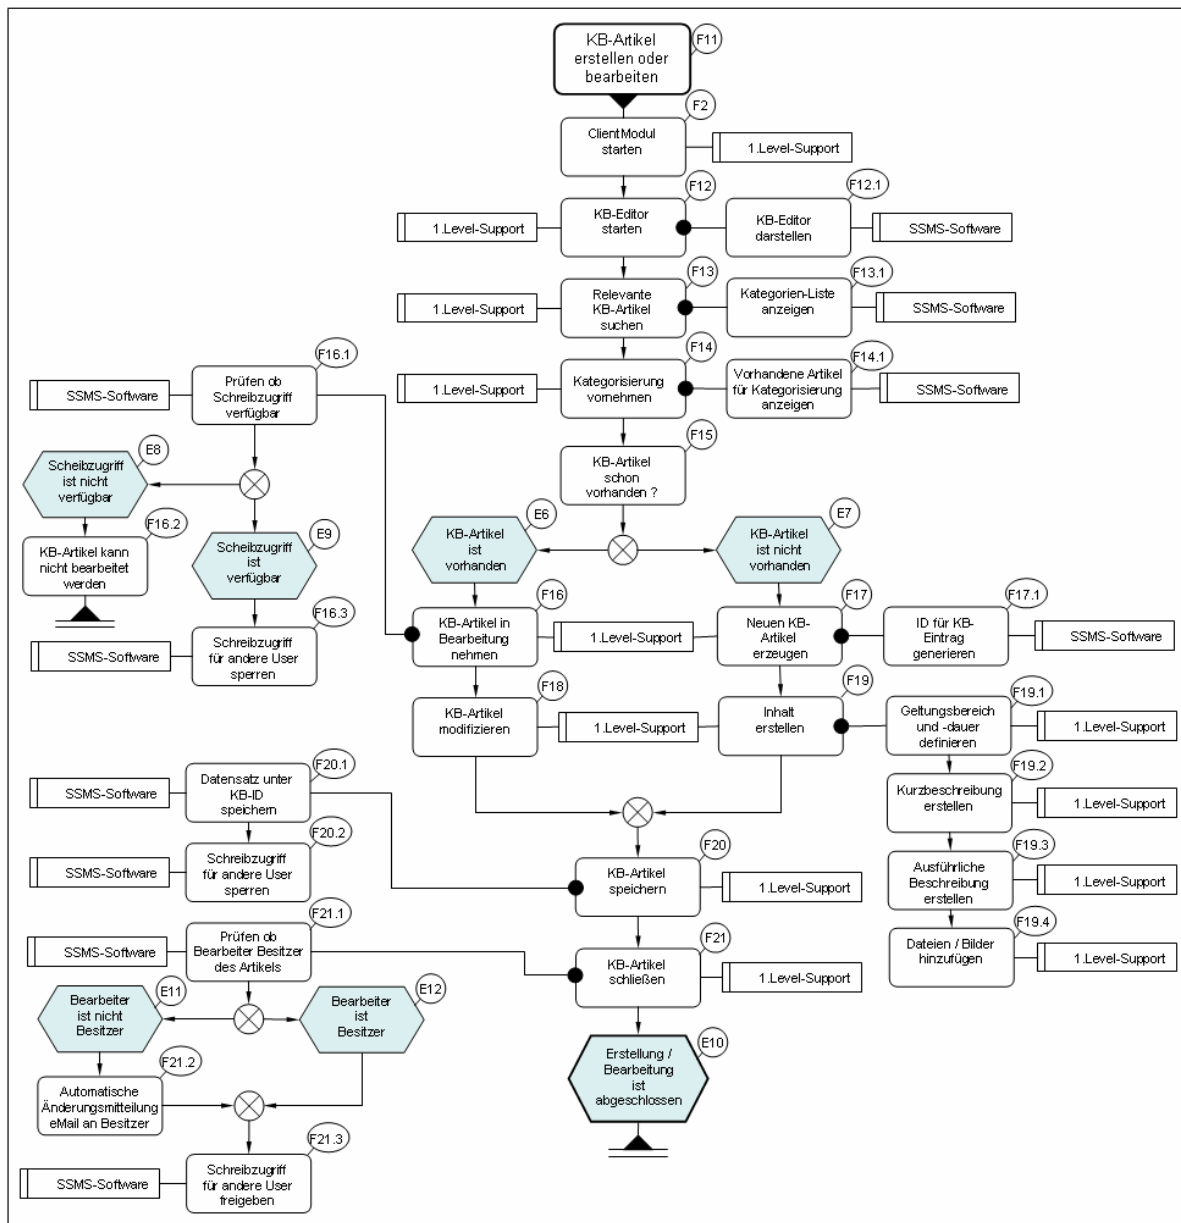 KB-Artikel
erstellen oder
bearbeiten
F11
F2
ClientModul
starten
1.Level-Support
F12
F12.1
1.Level-Support
KB-Editor
starten
KB-Editor
darstellen
SSMS-Software
F13
F13.1
1.Level-Support
Relevante
KB-Artikel
suchen
Kategorien-Liste
anzeigen
SSMS-Software
F14
F14.1
1.Level-Support
Kategorisierung
vornehmen
Vorhandene Artikel
für Kategorisierung
anzeigen
SSMS-Software
F16.1
SSMS-Software
Prüfen ob
Schreibzugriff
verfügbar
F15
KB-Artikel
schon
vorhanden ?
E8
Scheibzugriff
ist nicht
verfügbar
F16.2
KB-Artikel kann
nicht bearbeitet
werden
E9
Scheibzugriff
ist
verfügbar
E6
KB-Artikel
ist
vorhanden
E7
KB-Artikel
ist nicht
vorhanden
F16.3
SSMS-Software
Schreibzugriff
für andere User
sperren
F16
KB-Artikel in
Bearbeitung
nehmen
1.Level-Support
F17
Neuen KB-
Artikel
erzeugen
F17.1
ID für KB-
Eintrag
generieren
SSMS-Software
F18
KB-Artikel
modifizieren
1.Level-Support
F19
Inhalt
erstellen
F19.1
Geltungsbereich
und -dauer
definieren
1.Level-Support
F19.2
Kurzbeschreibung
erstellen
1.Level-Support
F19.3
Ausführliche
Beschreibung
erstellen
1.Level-Support
F19.4
Dateien / Bilder
hinzufügen
1.Level-Support
F20.1
SSMS-Software
Datensatz unter
KB-ID
speichern
F20.2
SSMS-Software
Schreibzugriff
für andere User
sperren
F20
KB-Artikel
speichern
1.Level-Support
F21.1
SSMS-Software
Prüfen ob
Bearbeiter Besitzer
des Artikels
F21
KB-Artikel
schließen
1.Level-Support
E11
Bearbeiter
ist nicht
Besitzer
E12
Bearbeiter
ist
Besitzer
E10
Erstellung /
Bearbeitung
ist
abgeschlossen
F21.2
Automatische
Änderungsmitteilung
eMail an Besitzer
F21.3
SSMS-Software
Schreibzugriff
für andere User
freigeben